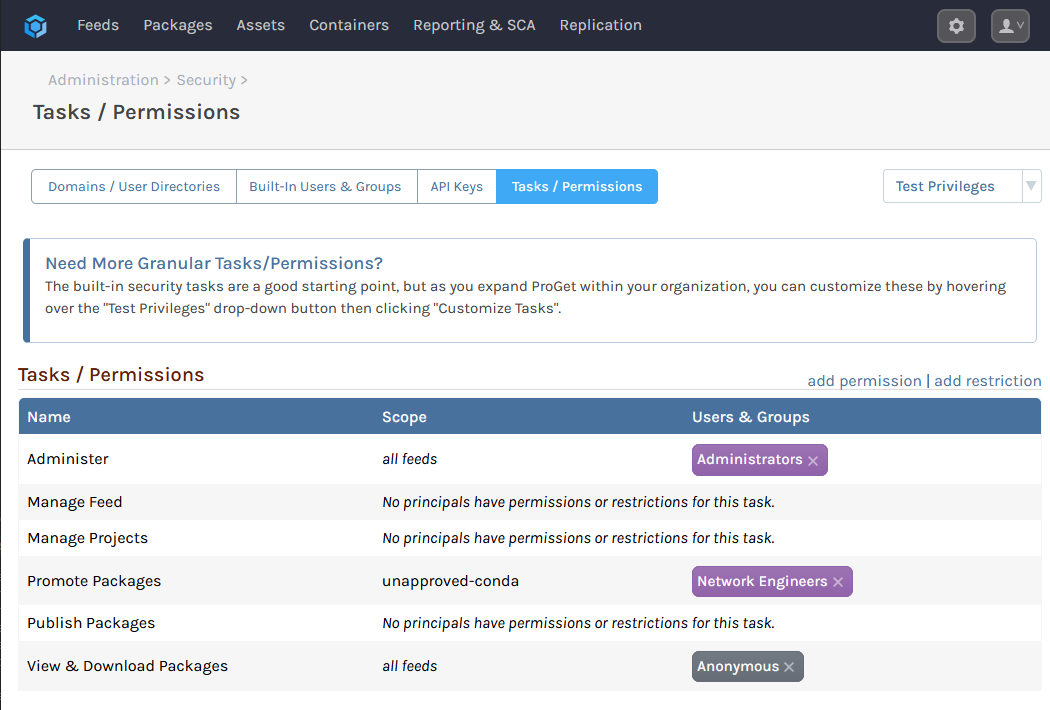 Feeds Packages Assets Containers Reporting & SCA Replication
Administration > Security >
Tasks / Permissions
Domains / User Directories Built-In Users & Groups API Keys Tasks / Permissions Test Privileges
Need More Granular Tasks/Permissions?
The built-in security tasks are a good starting point, but as you expand ProGet within your organization, you can customize these by hovering
over the "Test Privileges" drop-down button then clicking "Customize Tasks".
Tasks / Permissions
add permission | add restriction
Name Scope Users & Groups
Administer all feeds Administrators ×
Manage Feed No principals have permissions or restrictions for this task.
Manage Projects No principals have permissions or restrictions for this task.
Promote Packages unapproved-conda Network Engineers ×
Publish Packages No principals have permissions or restrictions for this task.
View & Download Packages all feeds Anonymous ×